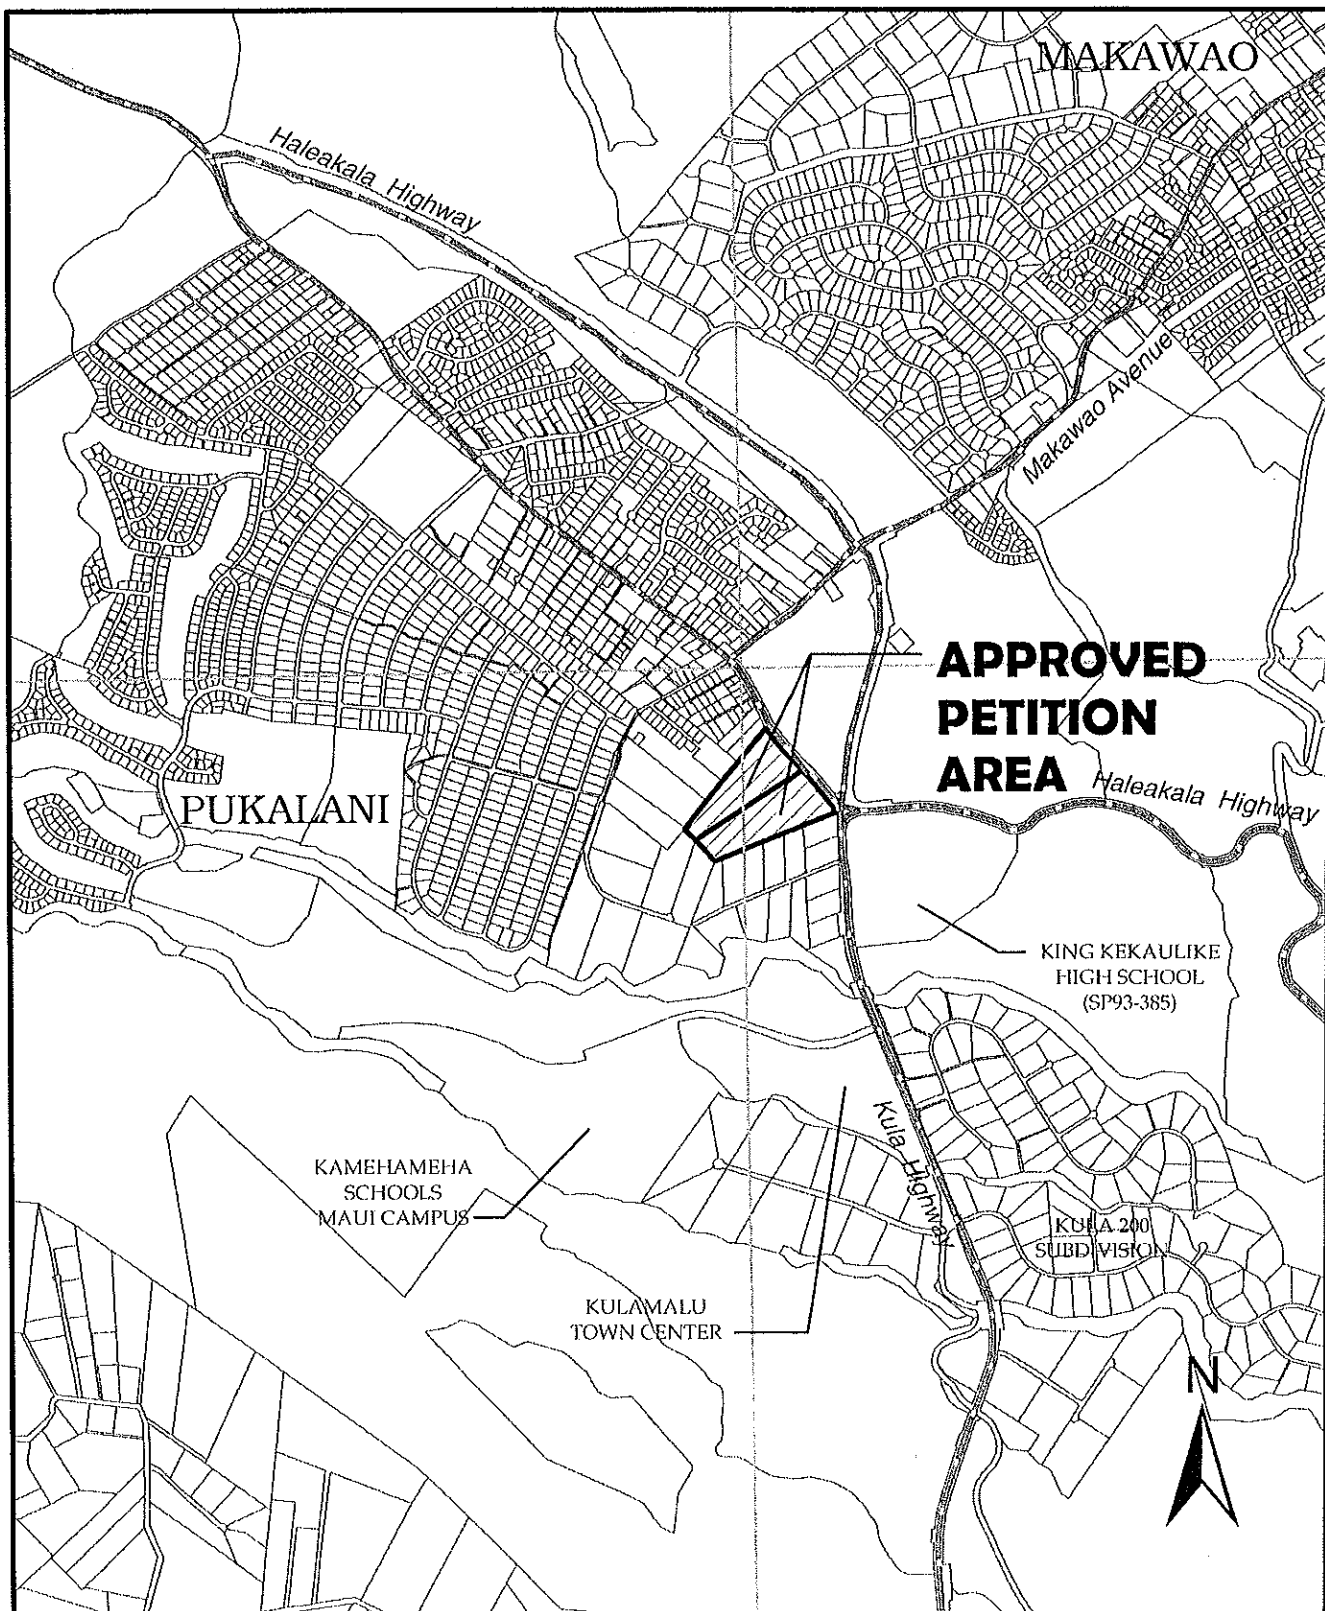 MAKAWAO
Haleakala Highway
Makawao Avenue
APPROVED
PETITION
AREA
Haleakala Highway
PUKALANI
KING KEKAULIKE
HIGH SCHOOL
(SP93-385)
Kula Highway
KAMEHAMEHA
SCHOOLS
MAUI CAMPUS
KULA 200
SUBDIVISION
KULAMALU
TOWN CENTER
N